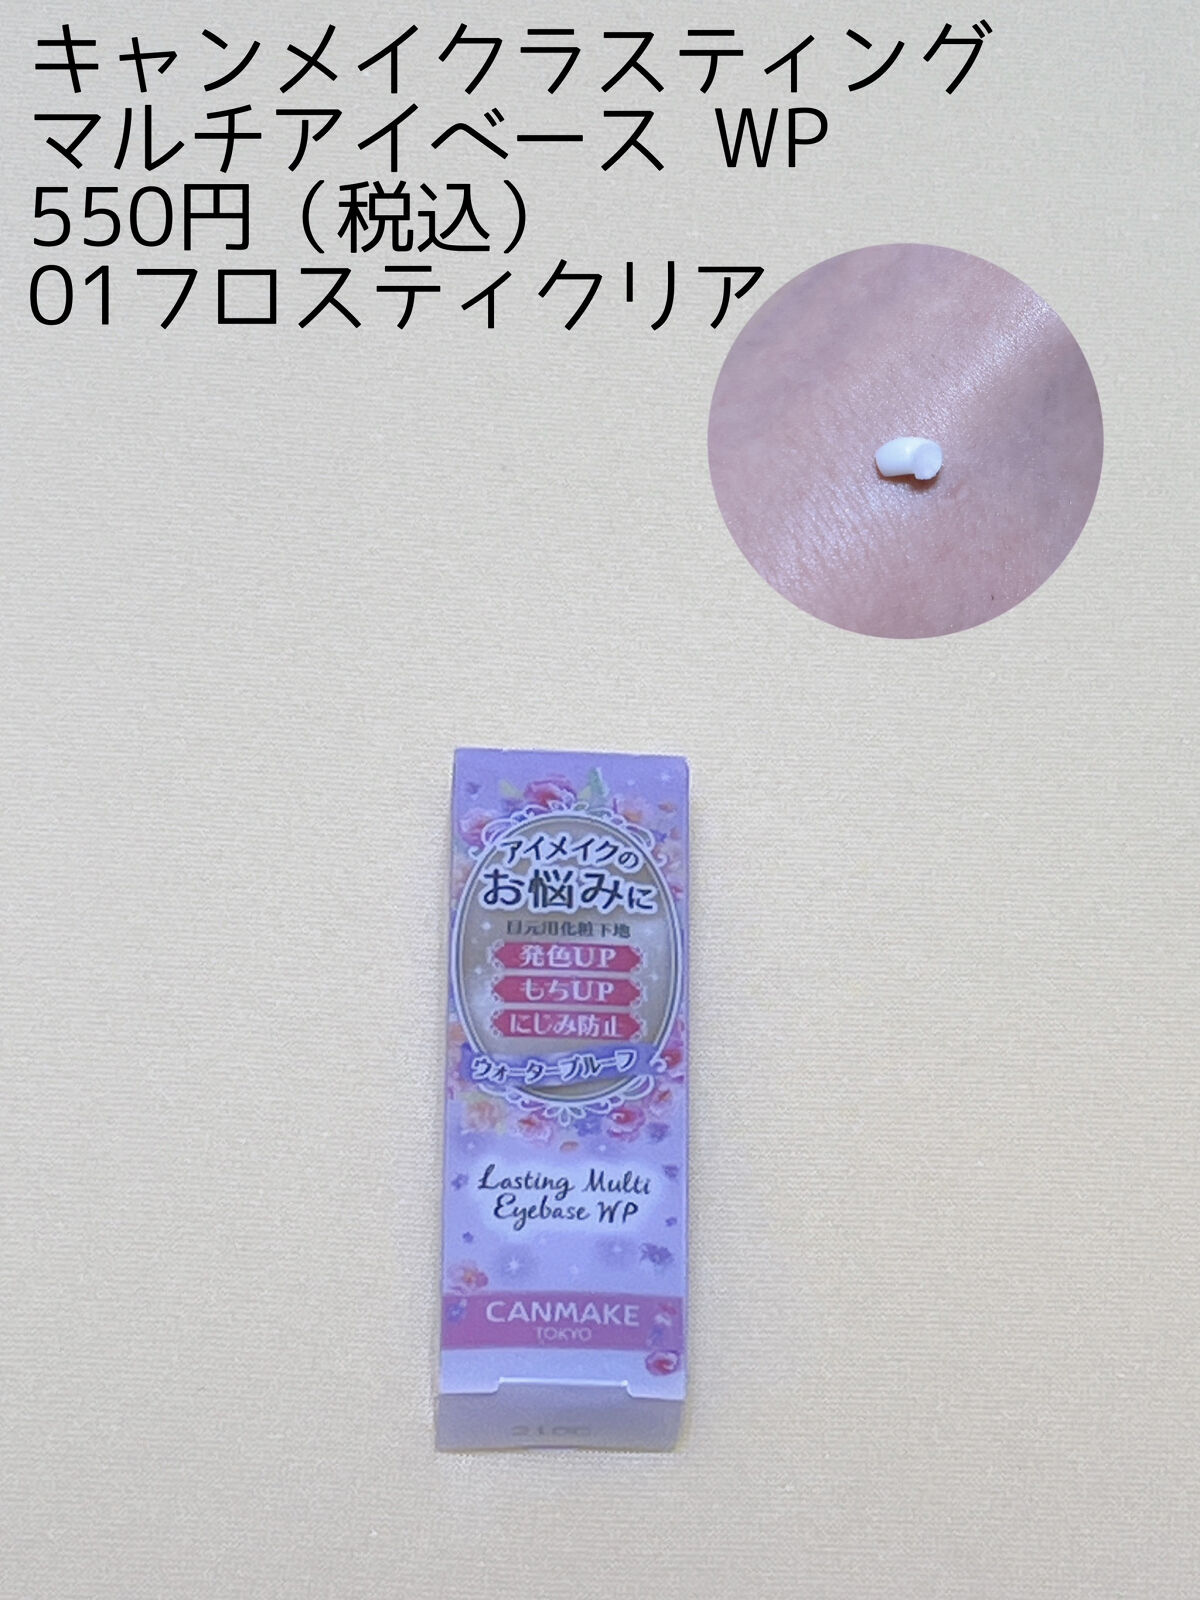 キャンメイクラスティング
マルチアイベース WP
550円（税込）
01フロスティクリア
アイメイクの
お悩みに
目元用化粧下地
発色UP
もちUP
にじみ防止
ウォータープルーフ
Lasting Multi
Eyebase WP
CANMAKE
TOKYO